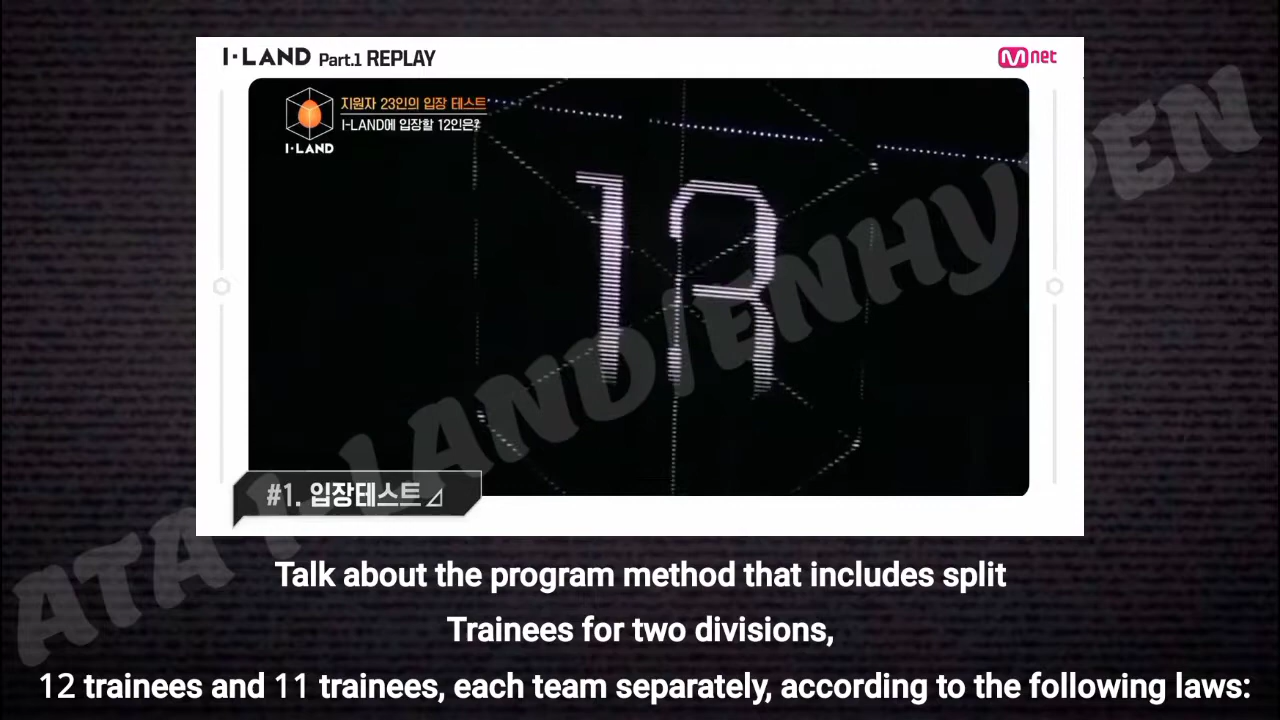 I·LAND Part.1 REPLAY
Mnet
지원자 23인의 입장 테스트
I-LAND에 입장할 12인은?
I·LAND
12
#1. 입장테스트
ATA I-LAND/ENHYPEN
Talk about the program method that includes split
Trainees for two divisions,
12 trainees and 11 trainees, each team separately, according to the following laws: